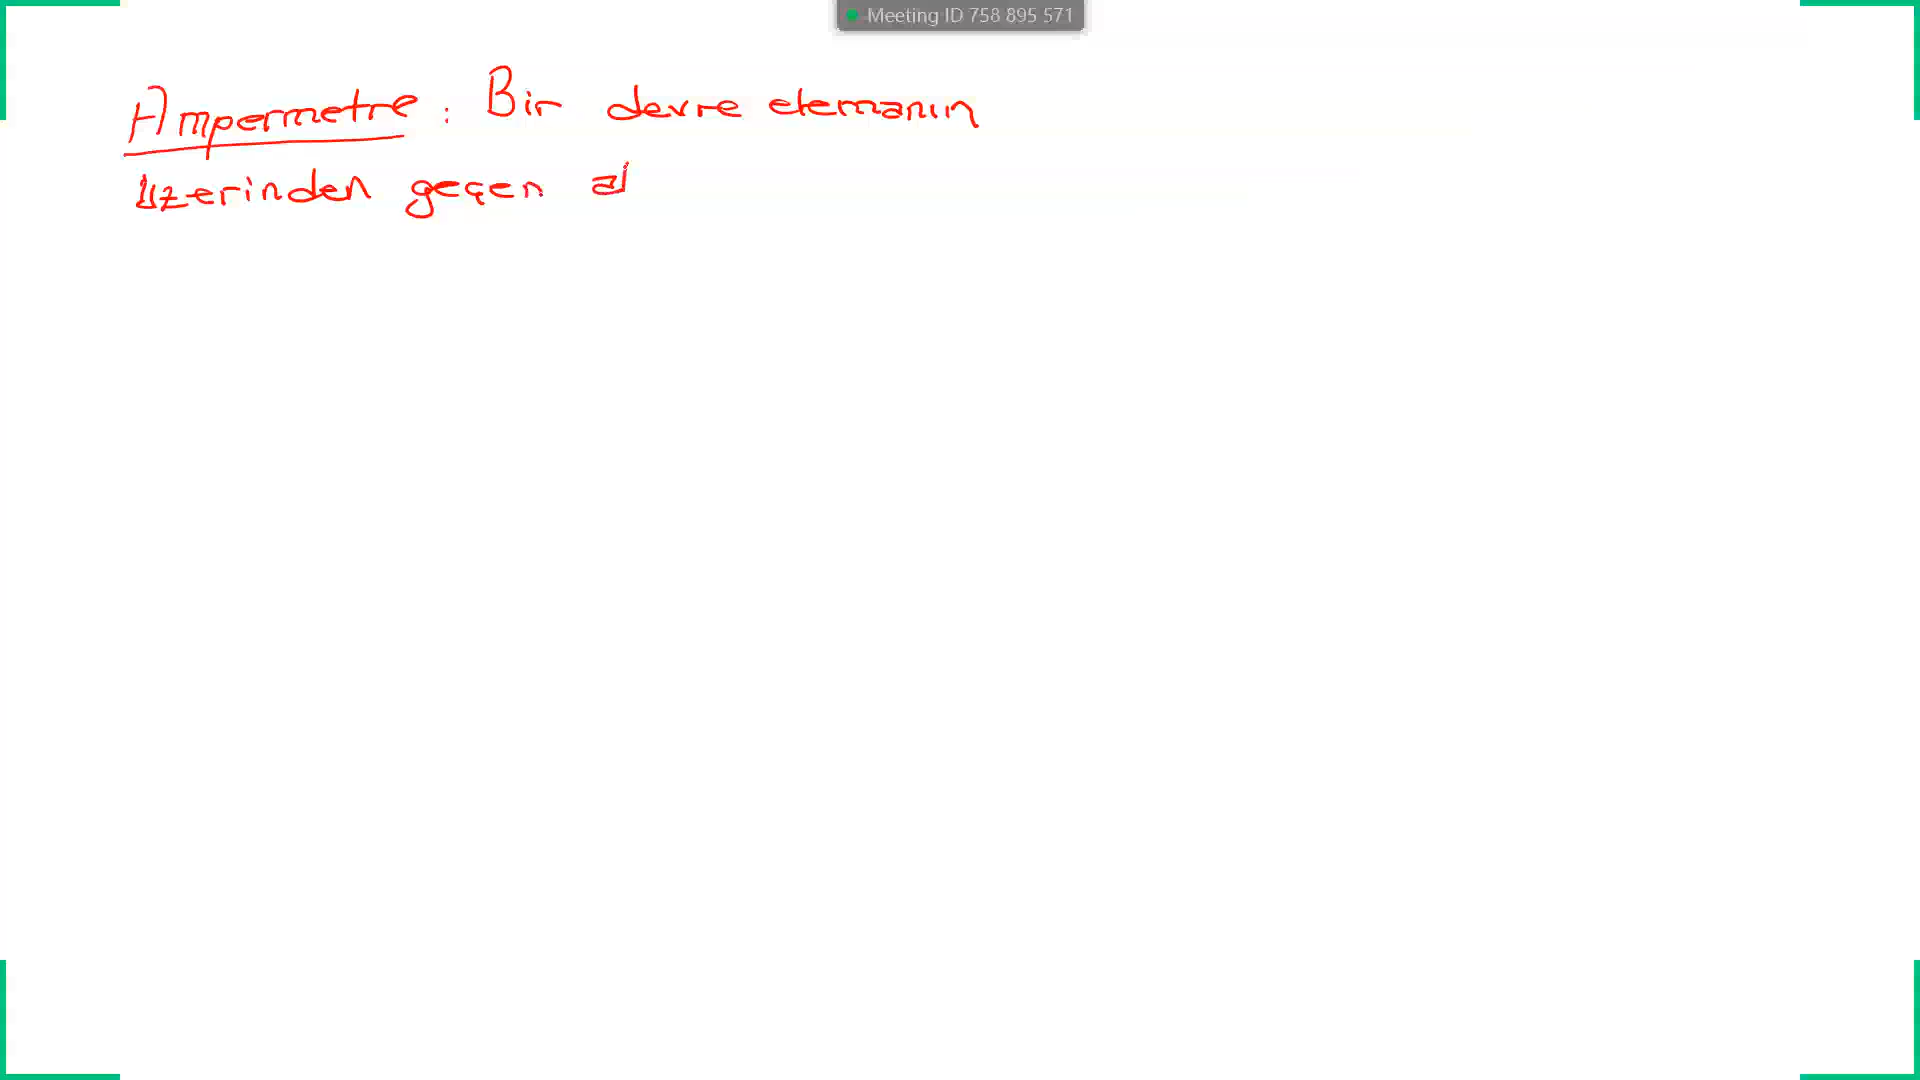 Meeting ID 758 895 571
Ampermetre : Bir devre elemanın
üzerinden geçen